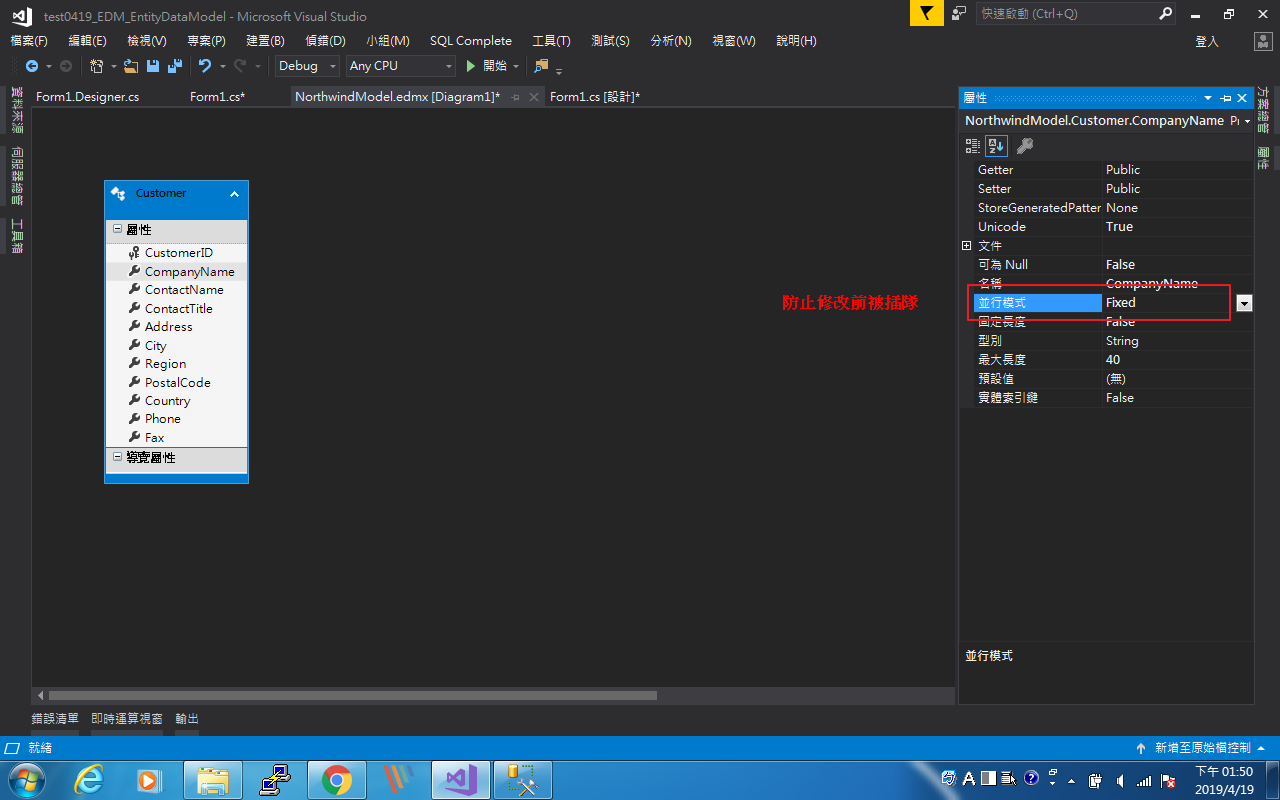 test0419_EDM_EntityDataModel - Microsoft Visual Studio
快速啟動 (Ctrl+Q)
檔案(F) 編輯(E) 檢視(V) 專案(P) 建置(B) 偵錯(D) 小組(M) SQL Complete 工具(T) 測試(S) 分析(N) 視窗(W) 說明(H) 登入
Debug Any CPU 開始
Form1.Designer.cs Form1.cs* NorthwindModel.edmx [Diagram1]* Form1.cs [設計]*
資料來源
伺服器總管
工具箱
Customer
屬性
CustomerID
CompanyName
ContactName
ContactTitle
Address
City
Region
PostalCode
Country
Phone
Fax
導覽屬性
防止修改前被插隊
屬性
NorthwindModel.Customer.CompanyName Pr
Getter Public
Setter Public
StoreGeneratedPatter None
Unicode True
文件
可為 Null False
名稱 CompanyName
並行模式 Fixed
固定長度 False
型別 String
最大長度 40
預設值 (無)
實體索引鍵 False
並行模式
方案總管
屬性
錯誤清單 即時運算視窗 輸出
就緒 新增至原始檔控制
下午 01:50
2019/4/19